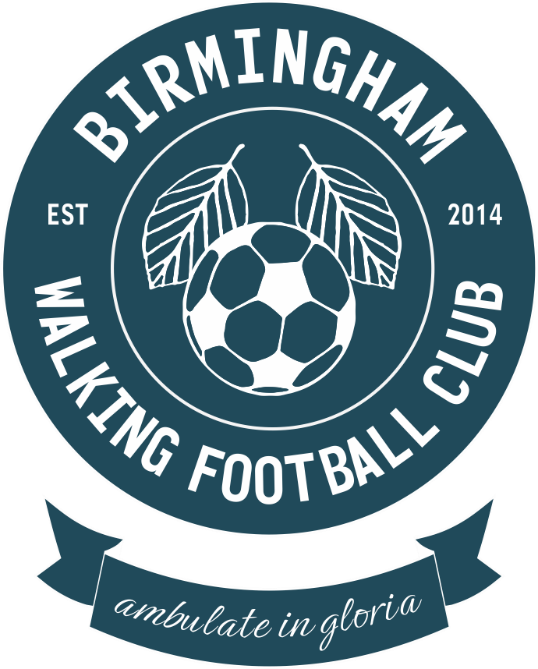 BIRMINGHAM
EST 2014
WALKING FOOTBALL CLUB
ambulate in gloria